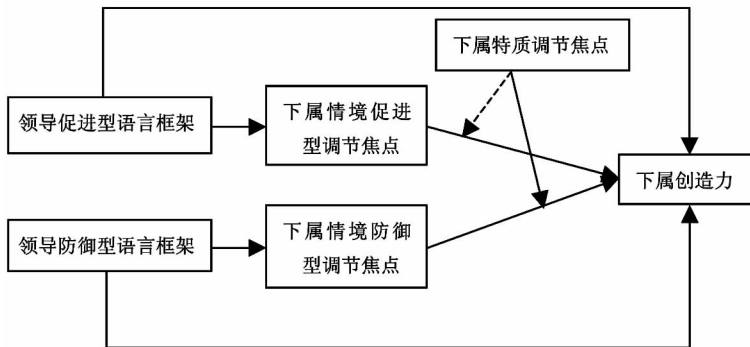 下属特质调节焦点
领导促进型语言框架
下属情境促进
型调节焦点
下属创造力
领导防御型语言框架
下属情境防御
型调节焦点